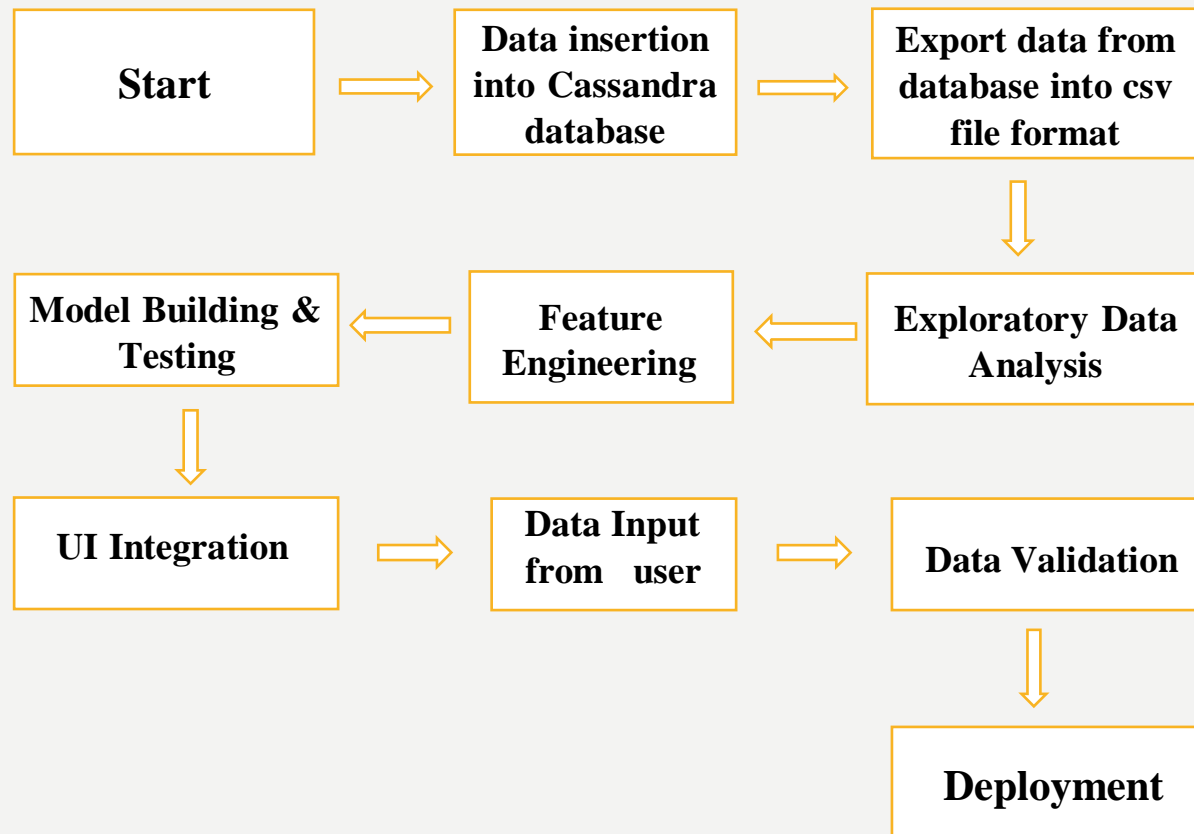 Start
Data insertion
into Cassandra
database
Export data from
database into csv
file format
Exploratory Data
Analysis
Feature
Engineering
Model Building &
Testing
UI Integration
Data Input
from user
Data Validation
Deployment